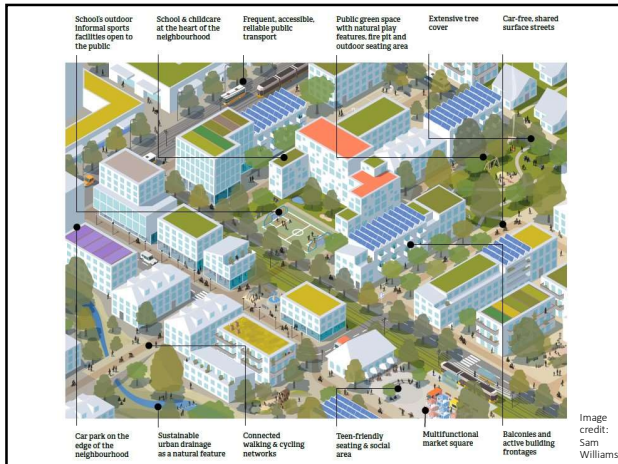 School's outdoor
informal sports
facilities open to
the public
School & childcare
at the heart of the
neighbourhood
Frequent, accessible,
reliable public
transport
Public green space
with natural play
features, fire pit and
outdoor seating area
Extensive tree
cover
Car-free, shared
surface streets
Car park on the
edge of the
neighbourhood
Sustainable
urban drainage
as a natural feature
Connected
walking & cycling
networks
Teen-friendly
seating & social
area
Multifunctional
market square
Balconies and
active building
frontages
Image
credit:
Sam
Williams